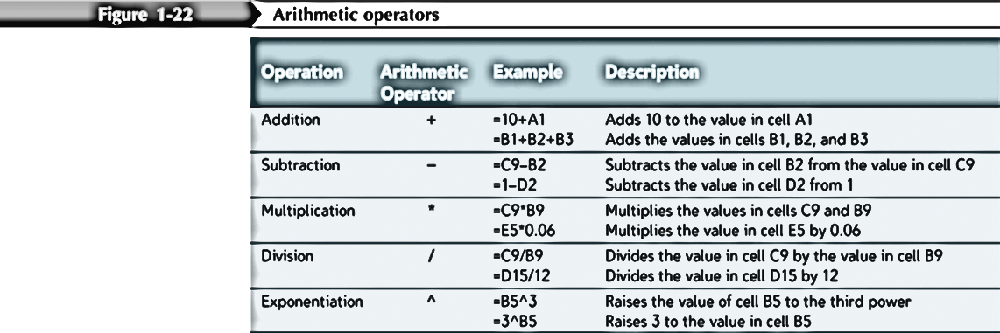 Figure 1-22 Arithmetic operators
Operation Arithmetic Operator Example Description
Addition + =10+A1 Adds 10 to the value in cell A1
=B1+B2+B3 Adds the values in cells B1, B2, and B3
Subtraction – =C9–B2 Subtracts the value in cell B2 from the value in cell C9
=1–D2 Subtracts the value in cell D2 from 1
Multiplication * =C9*B9 Multiplies the values in cells C9 and B9
=E5*0.06 Multiplies the value in cell E5 by 0.06
Division / =C9/B9 Divides the value in cell C9 by the value in cell B9
=D15/12 Divides the value in cell D15 by 12
Exponentiation ^ =B5^3 Raises the value of cell B5 to the third power
=3^B5 Raises 3 to the value in cell B5